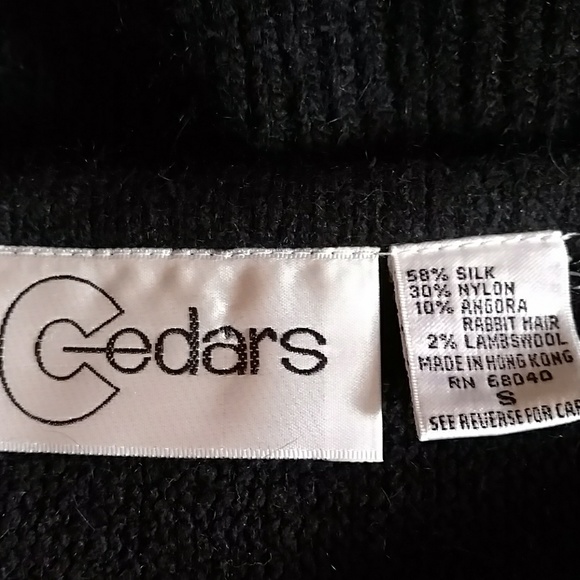 Cedars
58% SILK
30% NYLON
10% ANGORA
RABBIT HAIR
2% LAMBSWOOL
MADE IN HONG KONG
RN 68040
S
SEE REVERSE FOR CAR